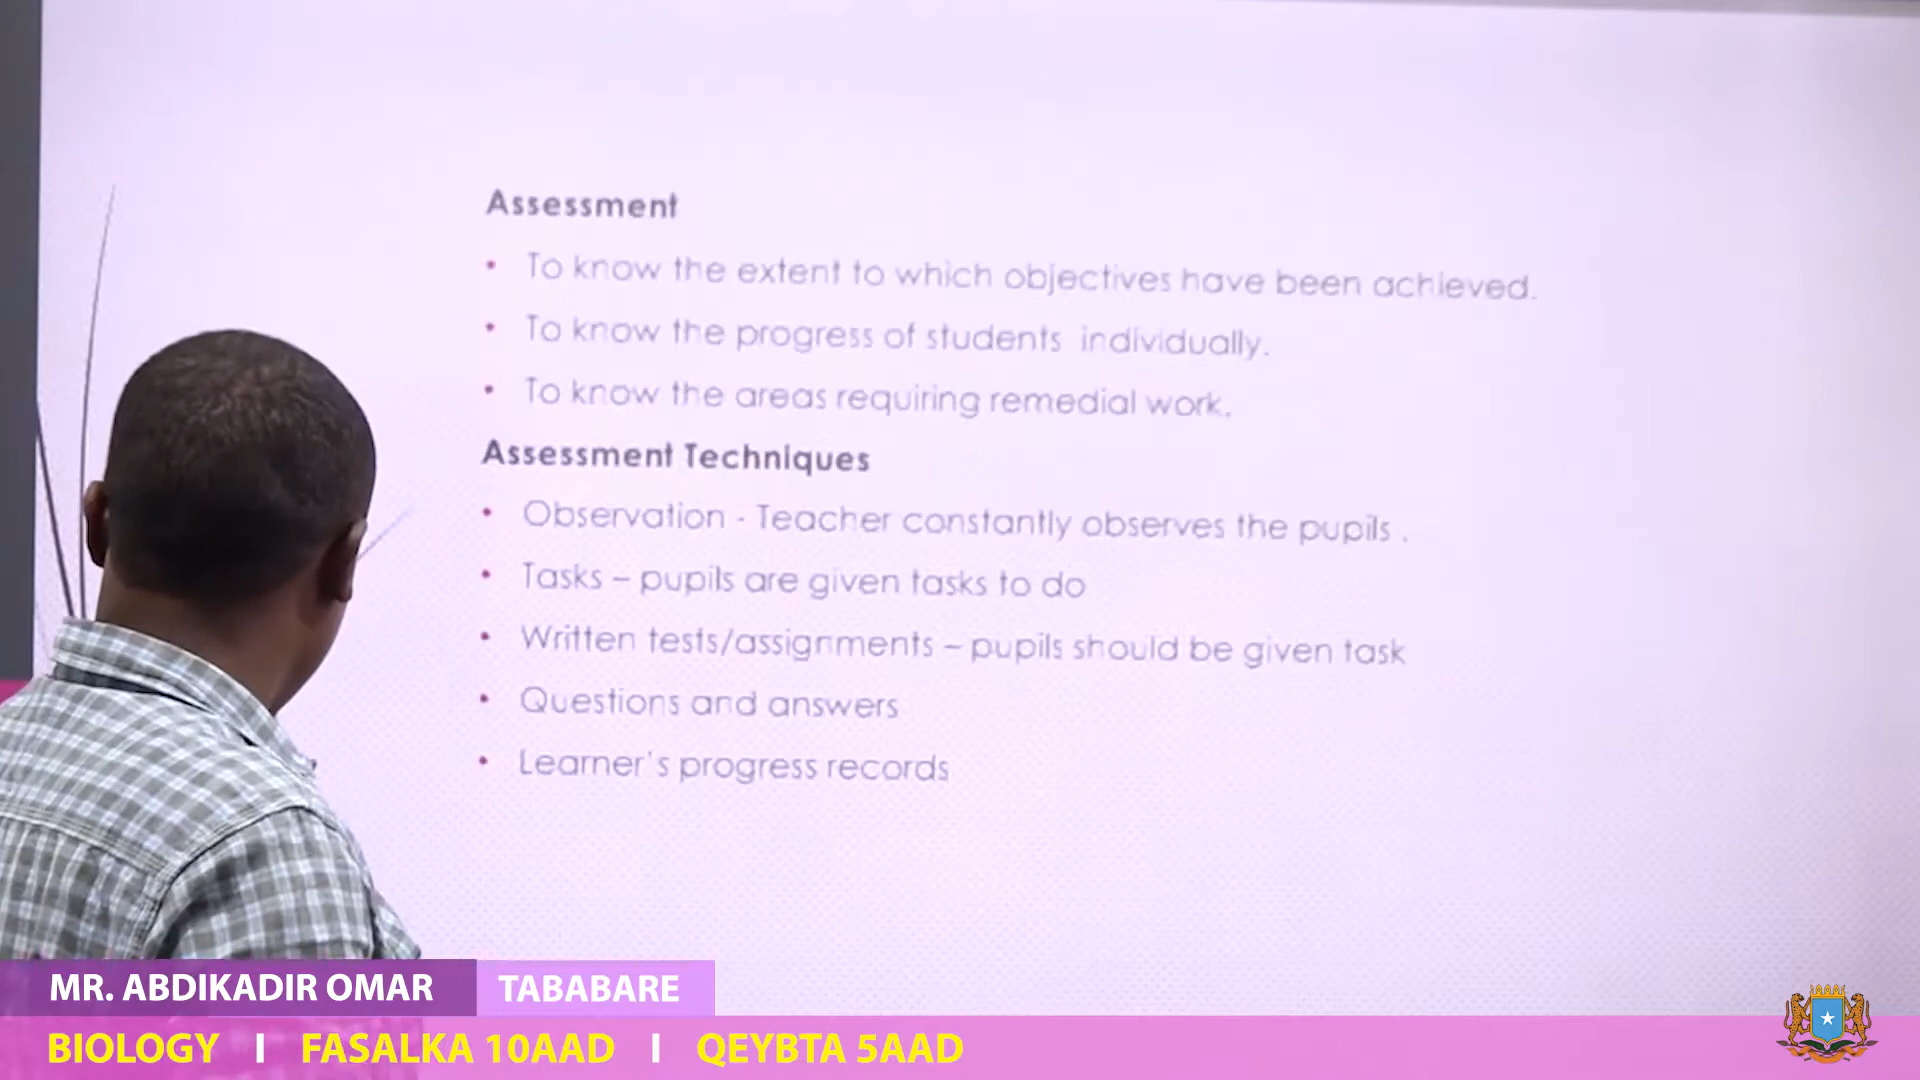 Assessment
• To know the extent to which objectives have been achieved.
• To know the progress of students individually.
• To know the areas requiring remedial work.
Assessment Techniques
• Observation - Teacher constantly observes the pupils .
• Tasks – pupils are given tasks to do
• Written tests/assignments – pupils should be given task
• Questions and answers
• Learner's progress records
MR. ABDIKADIR OMAR TABABARE
BIOLOGY I FASALKA 10AAD I QEYBTA 5AAD